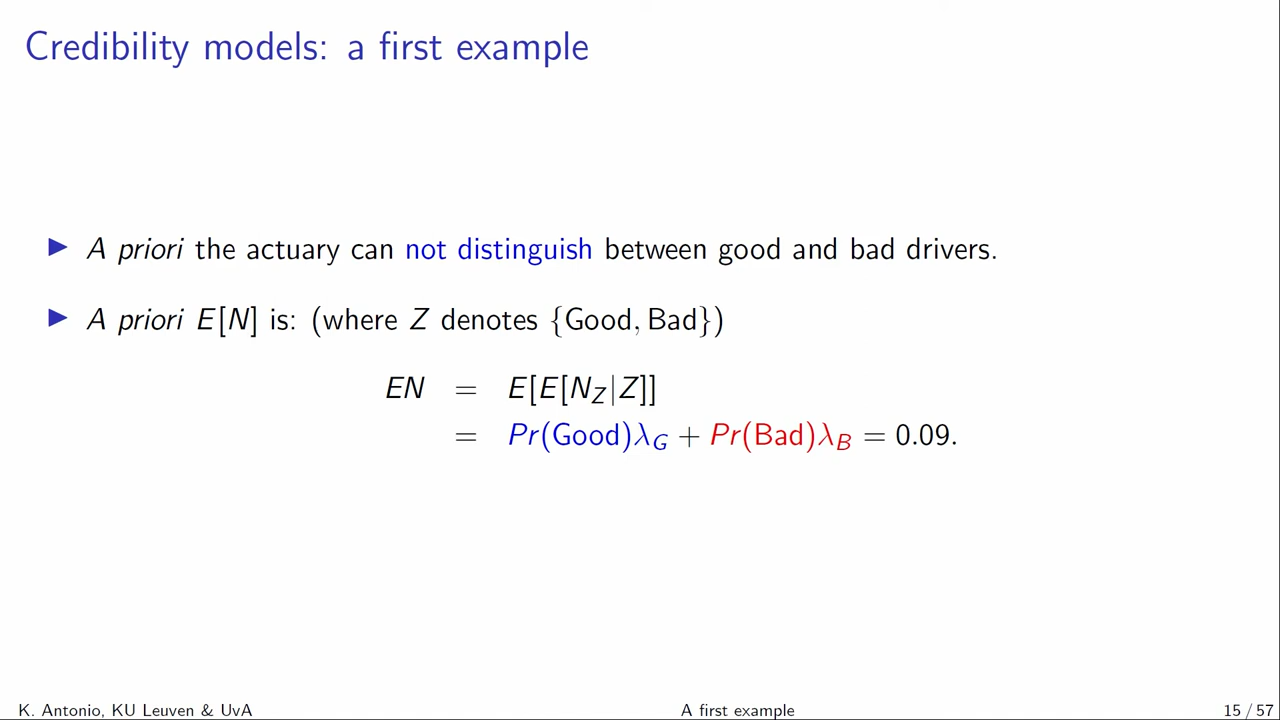 Credibility models: a first example
▶ A priori the actuary can not distinguish between good and bad drivers.
▶ A priori E[N] is: (where Z denotes {Good, Bad})
EN = E[E[N_Z|Z]]
= Pr(Good)λ_G + Pr(Bad)λ_B = 0.09.
K. Antonio, KU Leuven & UvA A first example 15 / 57